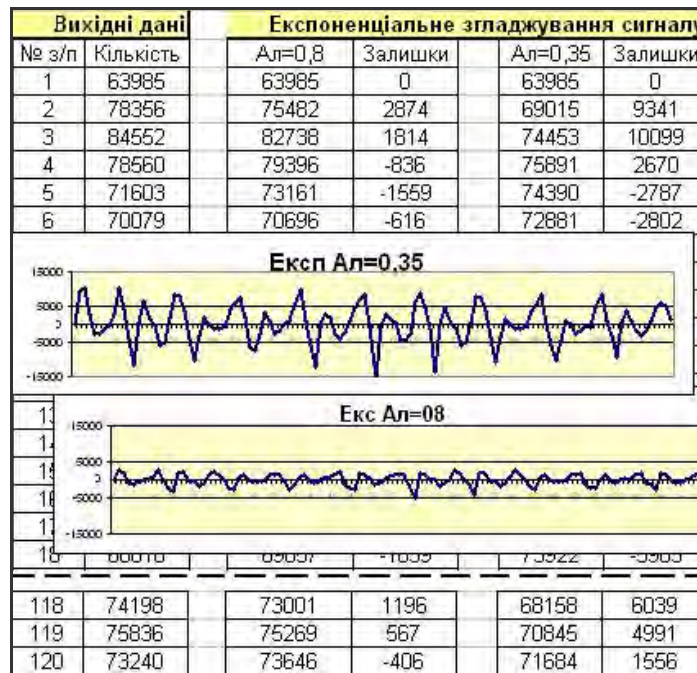 Вихідні дані Експоненціальне згладжування сигналу
№ з/п Кількість Ал=0,8 Залишки Ал=0,35 Залишки
1 63985 63985 0 63985 0
2 78356 75482 2874 69015 9341
3 84552 82738 1814 74453 10099
4 78560 79396 -836 75891 2670
5 71603 73161 -1559 74390 -2787
6 70079 70696 -616 72881 -2802
Експ Ал=0,35
15000
5000
0
-5000
-15000
Екс Ал=08
15000
5000
0
-5000
-15000
118 74198 73001 1196 68158 6039
119 75836 75269 567 70845 4991
120 73240 73646 -406 71684 1556